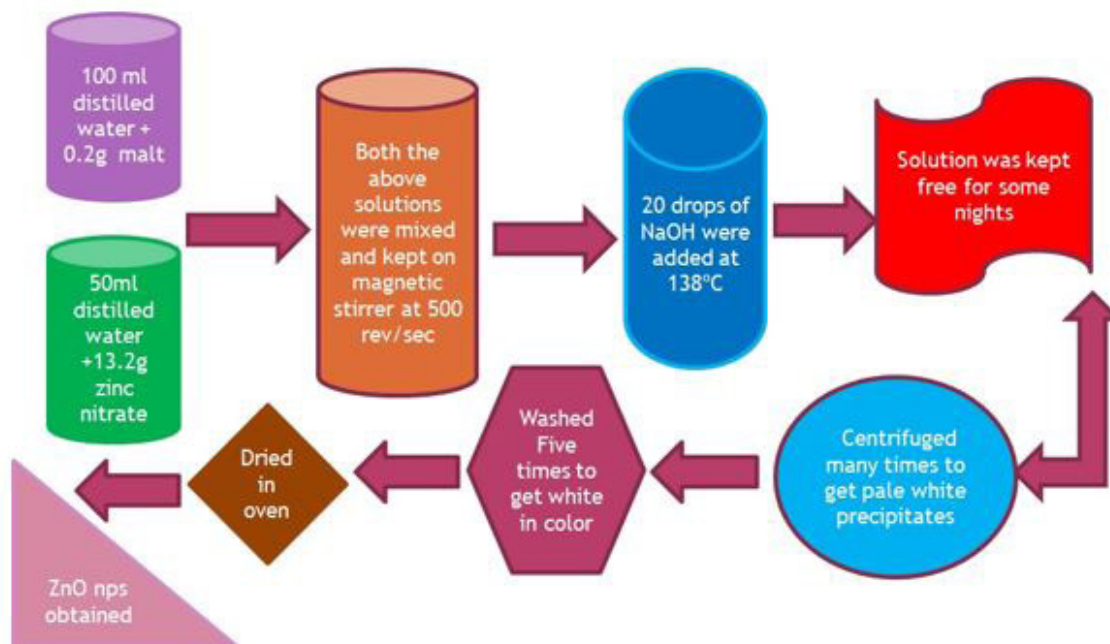 100 ml
distilled
water +
0.2g malt
50ml
distilled
water
+13.2g
zinc
nitrate
Both the
above
solutions
were mixed
and kept on
magnetic
stirrer at 500
rev/sec
20 drops of
NaOH were
added at
138°C
Solution was kept
free for some
nights
Centrifuged
many times to
get pale white
precipitates
Washed
Five
times to
get white
in color
Dried
in
oven
ZnO nps
obtained